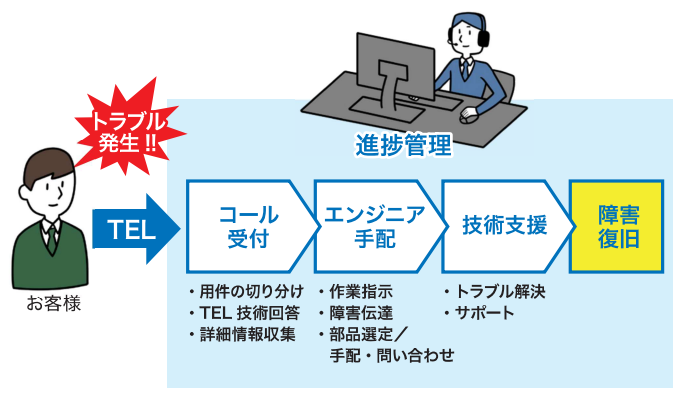 トラブル
発生!!
進捗管理
お客様
TEL
コール
受付
エンジニア
手配
技術支援
障害
復旧
・用件の切り分け
・TEL 技術回答
・詳細情報収集
・作業指示
・障害伝達
・部品選定／
手配・問い合わせ
・トラブル解決
・サポート